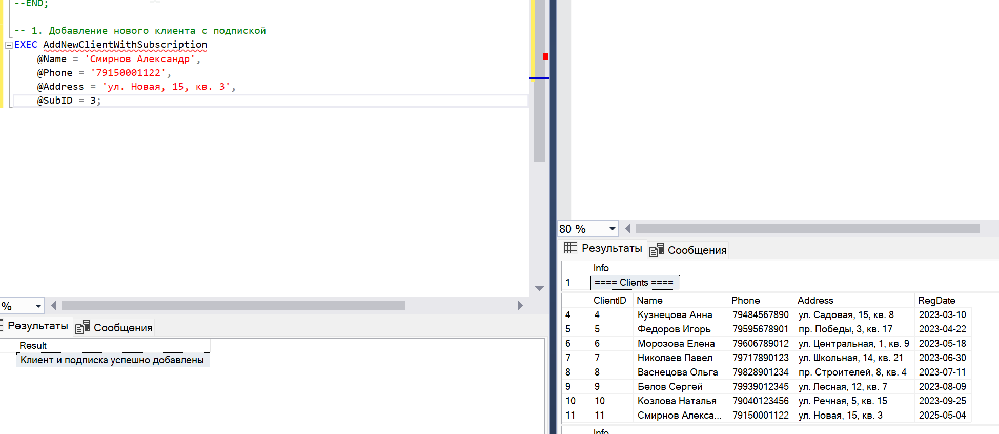 --END;
-- 1. Добавление нового клиента с подпиской
EXEC AddNewClientWithSubscription
@Name = 'Смирнов Александр',
@Phone = '79150001122',
@Address = 'ул. Новая, 15, кв. 3',
@SubID = 3;
%
Результаты Сообщения
Result
Клиент и подписка успешно добавлены
80 %
Результаты Сообщения
Info
1 ==== Clients ====
ClientID Name Phone Address RegDate
4 4 Кузнецова Анна 79484567890 ул. Садовая, 15, кв. 8 2023-03-10
5 5 Федоров Игорь 79595678901 пр. Победы, 3, кв. 17 2023-04-22
6 6 Морозова Елена 79606789012 ул. Центральная, 1, кв. 9 2023-05-18
7 7 Николаев Павел 79717890123 ул. Школьная, 14, кв. 21 2023-06-30
8 8 Васнецова Ольга 79828901234 пр. Строителей, 8, кв. 4 2023-07-11
9 9 Белов Сергей 79939012345 ул. Лесная, 12, кв. 7 2023-08-09
10 10 Козлова Наталья 79040123456 ул. Речная, 5, кв. 15 2023-09-25
11 11 Смирнов Алекса... 79150001122 ул. Новая, 15, кв. 3 2025-05-04
Info